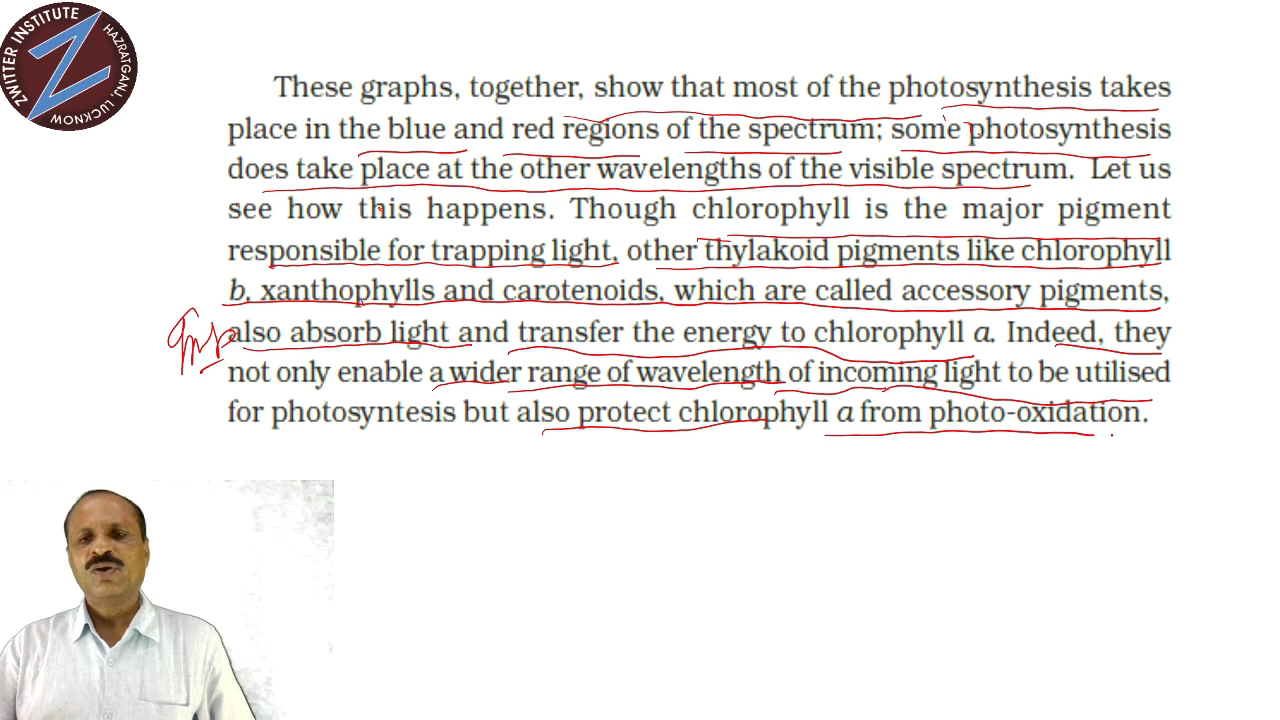 ZWITTER INSTITUTE
HAZRATGANJ, LUCKNOW
Z
These graphs, together, show that most of the photosynthesis takes
place in the blue and red regions of the spectrum; some photosynthesis
does take place at the other wavelengths of the visible spectrum. Let us
see how this happens. Though chlorophyll is the major pigment
responsible for trapping light, other thylakoid pigments like chlorophyll
b, xanthophylls and carotenoids, which are called accessory pigments,
also absorb light and transfer the energy to chlorophyll a. Indeed, they
not only enable a wider range of wavelength of incoming light to be utilised
for photosyntesis but also protect chlorophyll a from photo-oxidation.